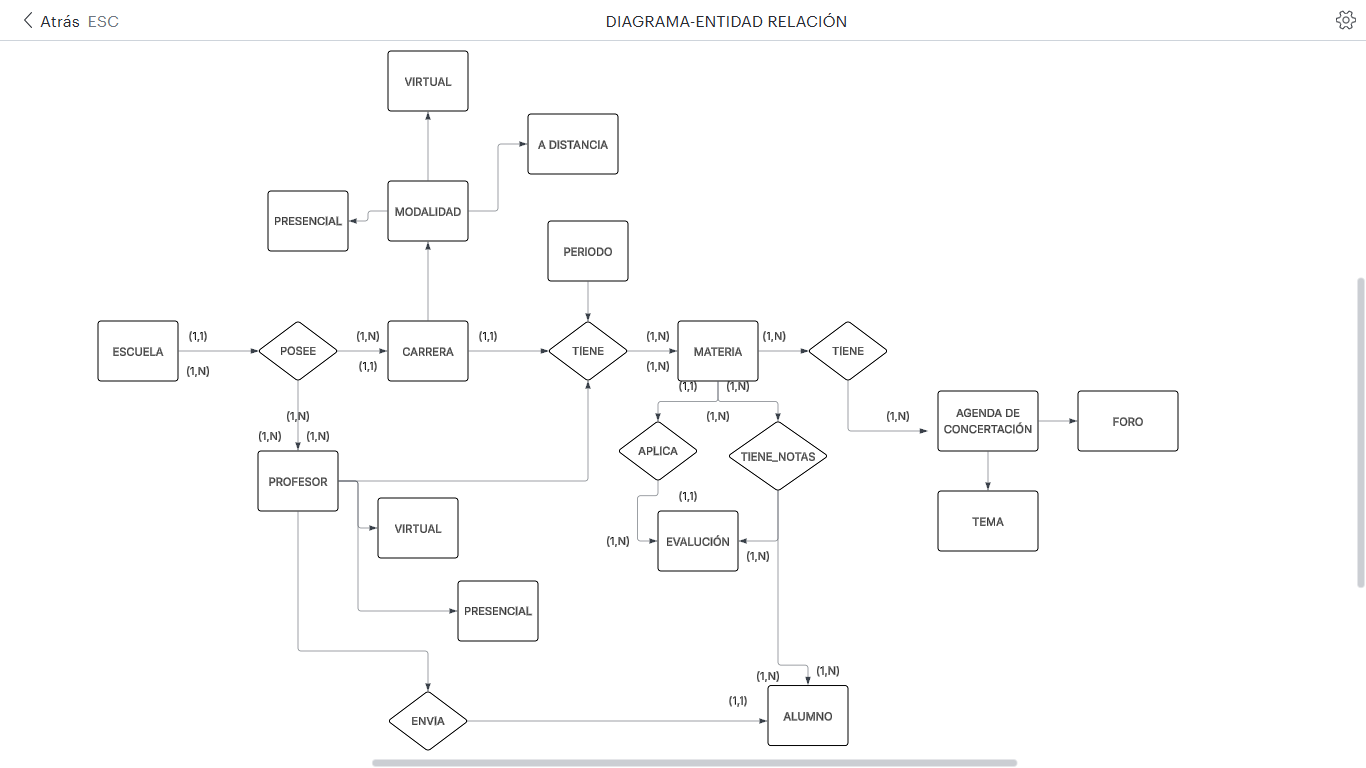 Atrás ESC
DIAGRAMA-ENTIDAD RELACIÓN
VIRTUAL
A DISTANCIA
MODALIDAD
PRESENCIAL
PERIODO
(1,1)
(1,N)
(1,1)
(1,N)
(1,N)
ESCUELA
POSEE
CARRERA
TIENE
MATERIA
TIENE
(1,N)
(1,1)
(1,N)
(1,1)
(1,N)
(1,N)
(1,N)
(1,N)
AGENDA DE
CONCERTACIÓN
FORO
(1,N)
(1,N)
APLICA
TIENE_NOTAS
PROFESOR
(1,1)
TEMA
VIRTUAL
(1,N)
EVALUCIÓN
(1,N)
PRESENCIAL
(1,N)
(1,N)
(1,1)
ENVÍA
ALUMNO